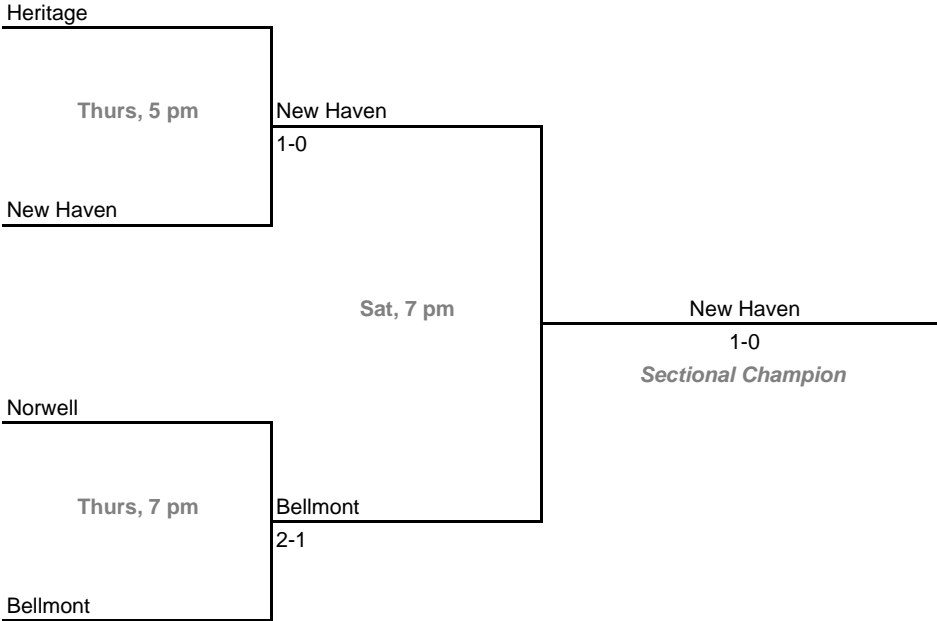 Heritage
Thurs, 5 pm
New Haven
1-0
New Haven
Sat, 7 pm
New Haven
1-0
Sectional Champion
Norwell
Thurs, 7 pm
Bellmont
2-1
Bellmont